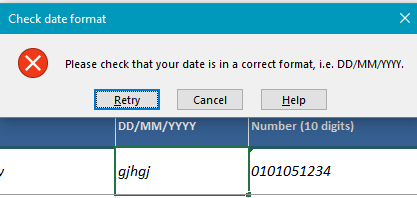 Check date format
Please check that your date is in a correct format, i.e. DD/MM/YYYY.
Retry Cancel Help
DD/MM/YYYY Number (10 digits)
gjhgj 0101051234